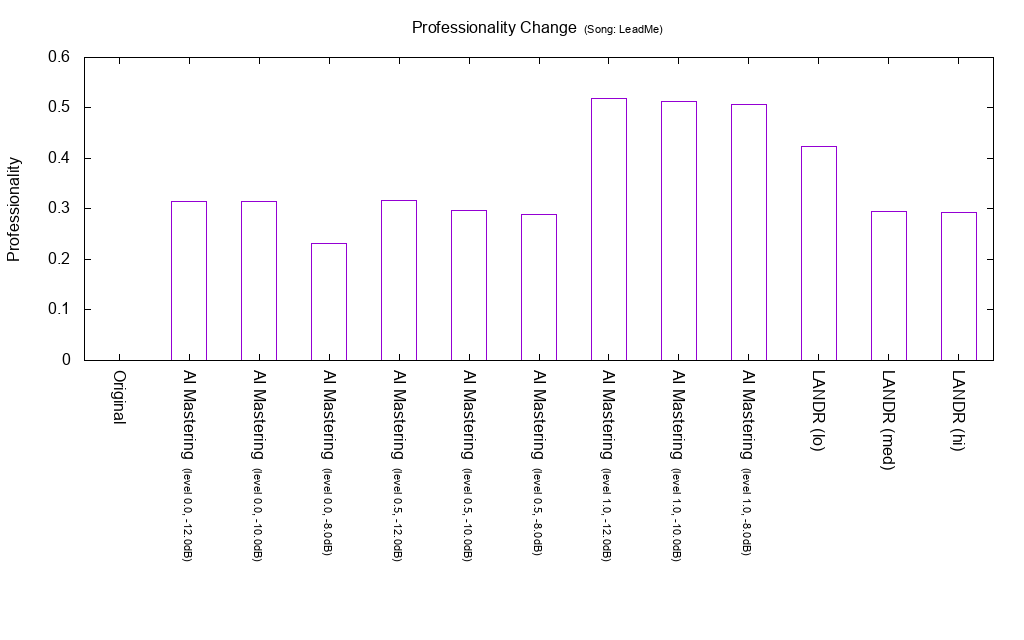 Professionality Change (Song: LeadMe)
Professionality
0.6
0.5
0.4
0.3
0.2
0.1
0
Original
AI Mastering (level 0.0, -12.0dB)
AI Mastering (level 0.0, -10.0dB)
AI Mastering (level 0.0, -8.0dB)
AI Mastering (level 0.5, -12.0dB)
AI Mastering (level 0.5, -10.0dB)
AI Mastering (level 0.5, -8.0dB)
AI Mastering (level 1.0, -12.0dB)
AI Mastering (level 1.0, -10.0dB)
AI Mastering (level 1.0, -8.0dB)
LANDR (lo)
LANDR (med)
LANDR (hi)